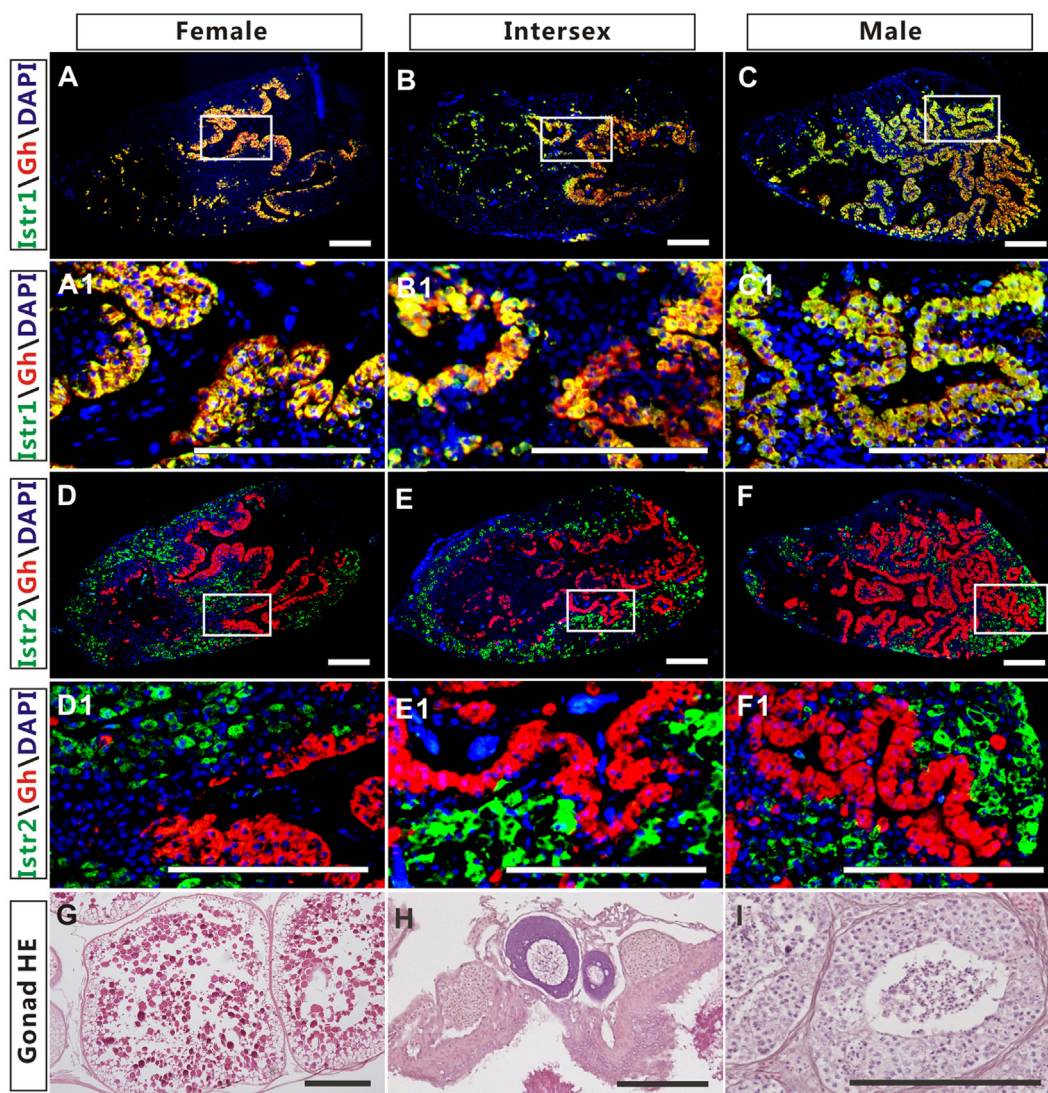 Female
Intersex
Male
Istr1\Gh\DAPI
A
B
C
Istr1\Gh\DAPI
A1
B1
C1
Istr2\Gh\DAPI
D
E
F
Istr2\Gh\DAPI
D1
E1
F1
Gonad HE
G
H
I